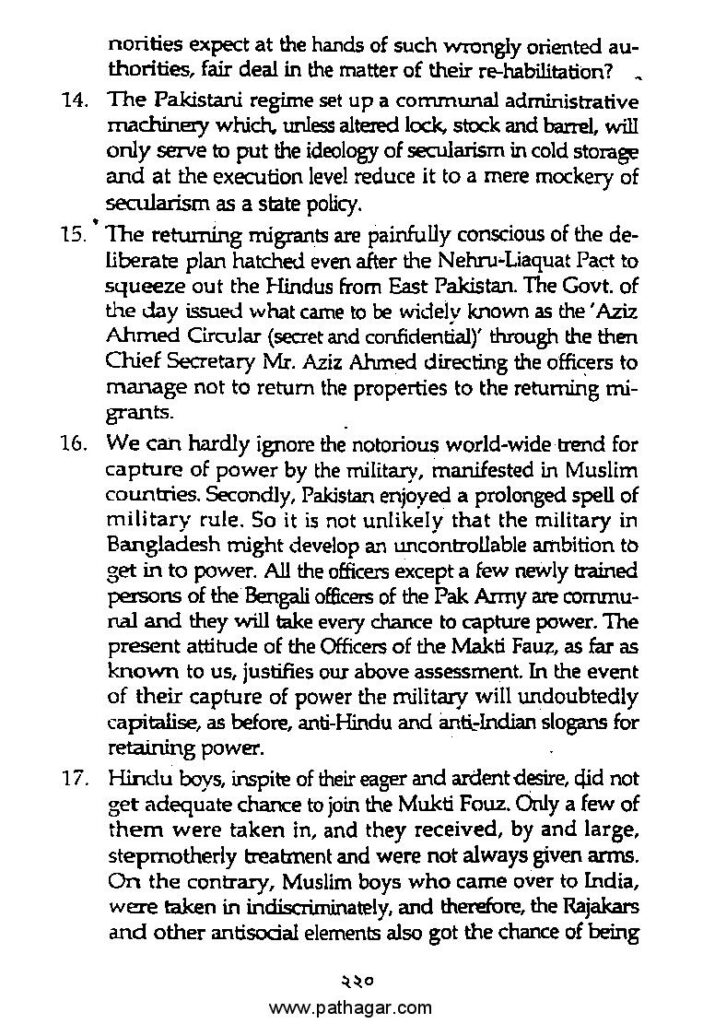 norities expect at the hands of such wrongly oriented au-
thorities, fair deal in the matter of their re-habilitation?
14. The Pakistani regime set up a communal administrative
machinery which, unless altered lock, stock and barrel, will
only serve to put the ideology of secularism in cold storage
and at the execution level reduce it to a mere mockery of
secularism as a state policy.
15. The returning migrants are painfully conscious of the de-
liberate plan hatched even after the Nehru-Liaquat Pact to
squeeze out the Hindus from East Pakistan. The Govt. of
the day issued what came to be widely known as the 'Aziz
Ahmed Circular (secret and confidential)' through the then
Chief Secretary Mr. Aziz Ahmed directing the officers to
manage not to return the properties to the returning mi-
grants.
16. We can hardly ignore the notorious world-wide trend for
capture of power by the military, manifested in Muslim
countries. Secondly, Pakistan enjoyed a prolonged spell of
military rule. So it is not unlikely that the military in
Bangladesh might develop an uncontrollable ambition to
get in to power. All the officers except a few newly trained
persons of the Bengali officers of the Pak Army are commu-
nal and they will take every chance to capture power. The
present attitude of the Officers of the Makti Fauz, as far as
known to us, justifies our above assessment. In the event
of their capture of power the military will undoubtedly
capitalise, as before, anti-Hindu and anti-Indian slogans for
retaining power.
17. Hindu boys, inspite of their eager and ardent desire, did not
get adequate chance to join the Mukti Fouz. Only a few of
them were taken in, and they received, by and large,
stepmotherly treatment and were not always given arms.
On the contrary, Muslim boys who came over to India,
were taken in indiscriminately, and therefore, the Rajakars
and other antisocial elements also got the chance of being
২২০
www.pathagar.com